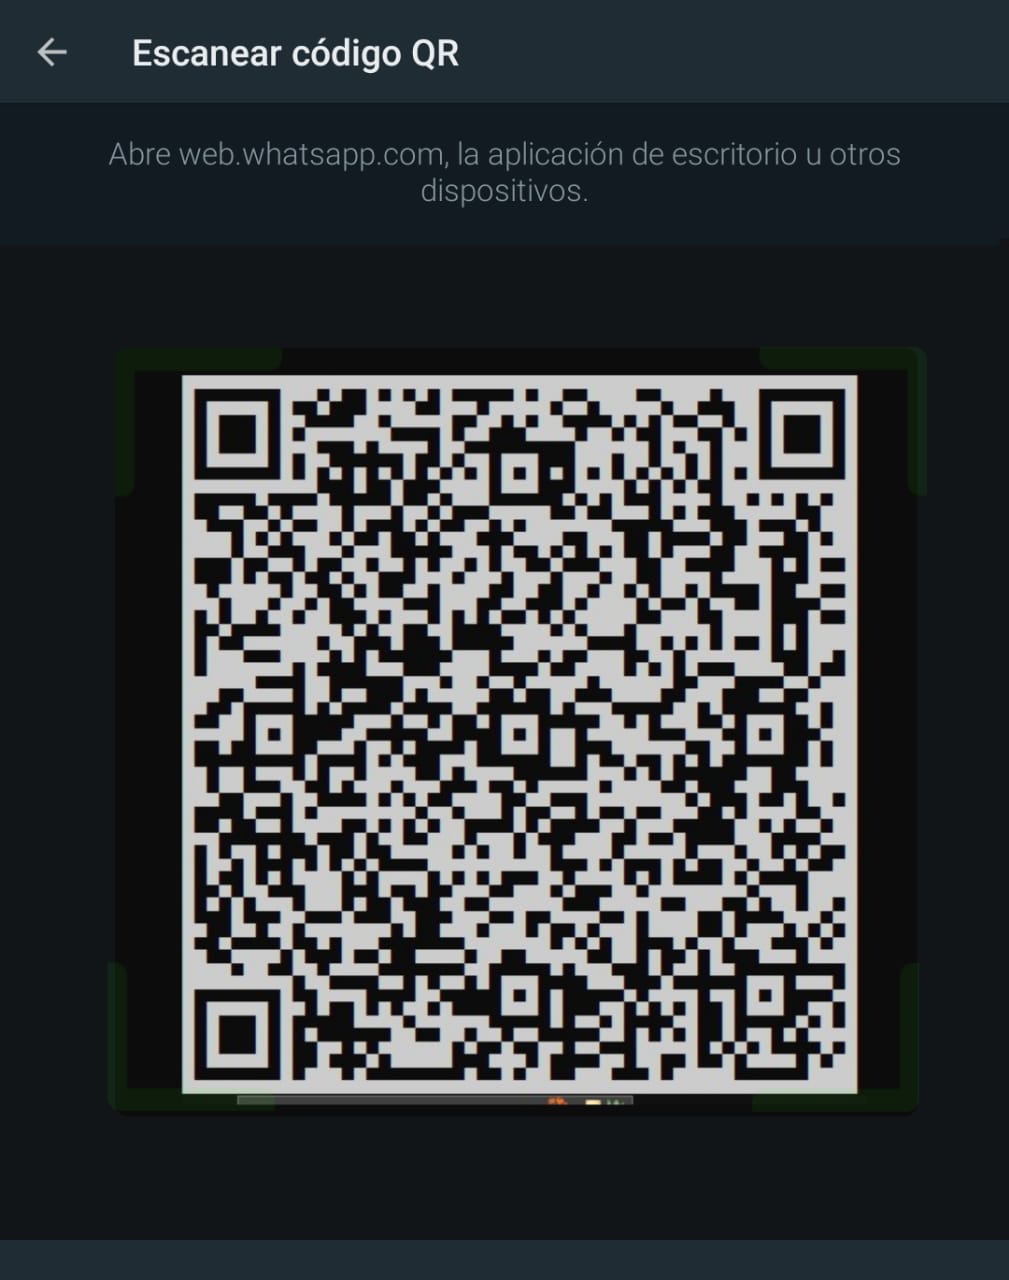 Escanear código QR
Abre web.whatsapp.com, la aplicación de escritorio u otros
dispositivos.